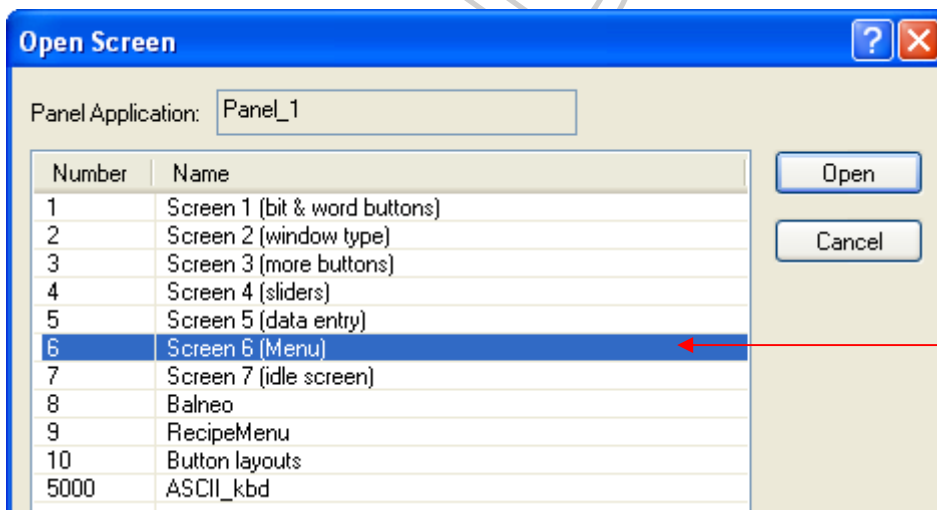 Open Screen
Panel Application: Panel_1
Number Name
1 Screen 1 (bit & word buttons)
2 Screen 2 (window type)
3 Screen 3 (more buttons)
4 Screen 4 (sliders)
5 Screen 5 (data entry)
6 Screen 6 (Menu)
7 Screen 7 (idle screen)
8 Balneo
9 RecipeMenu
10 Button layouts
5000 ASCII_kbd
Open
Cancel